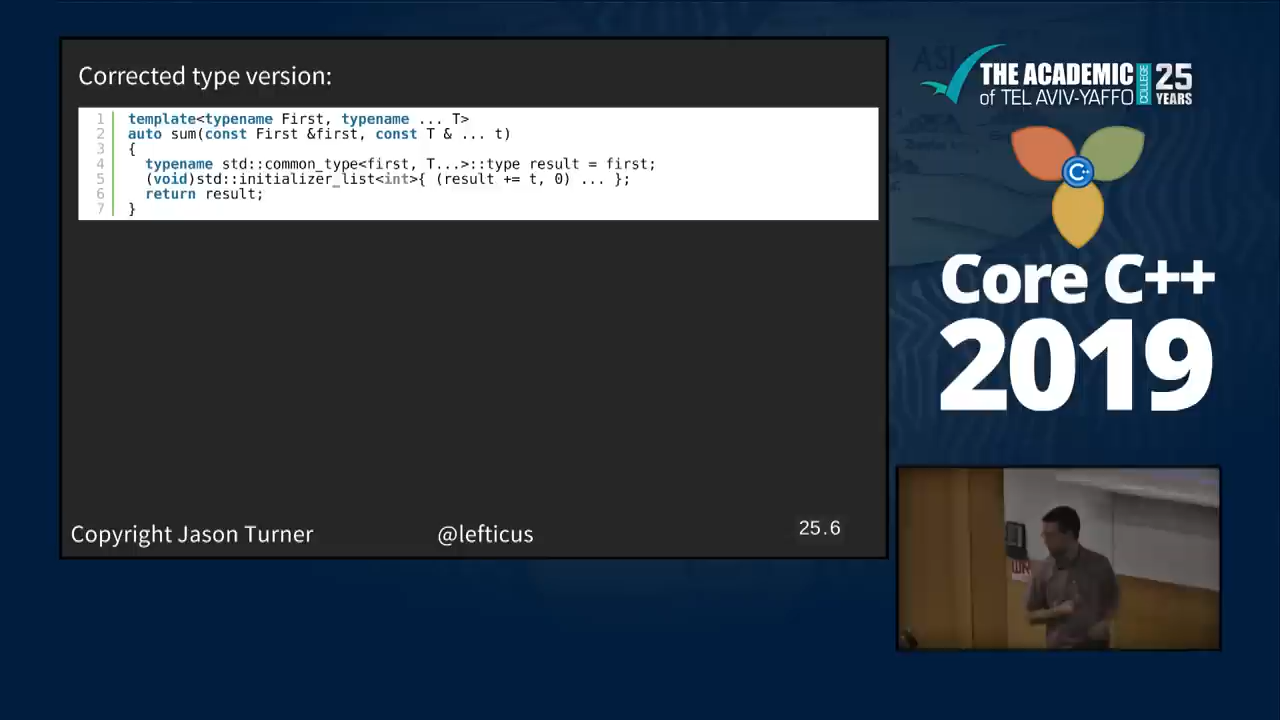 Corrected type version:
1 template<typename First, typename ... T>
2 auto sum(const First &first, const T & ... t)
3 {
4 typename std::common_type<first, T...>::type result = first;
5 (void)std::initializer_list<int>{ (result += t, 0) ... };
6 return result;
7 }
Copyright Jason Turner
@lefticus
25.6
THE ACADEMIC
of TEL AVIV-YAFFO
COLLEGE
25
YEARS
C++
Core C++
2019